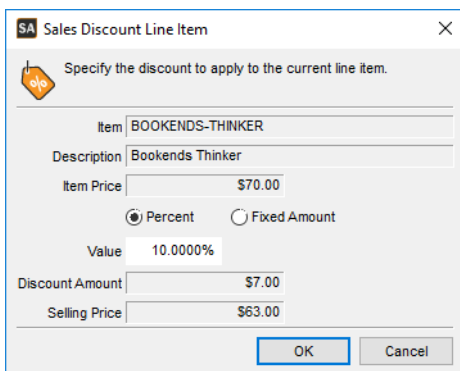 SA Sales Discount Line Item
%
Specify the discount to apply to the current line item.
Item BOOKENDS-THINKER
Description Bookends Thinker
Item Price $70.00
Percent Fixed Amount
Value 10.0000%
Discount Amount $7.00
Selling Price $63.00
OK Cancel